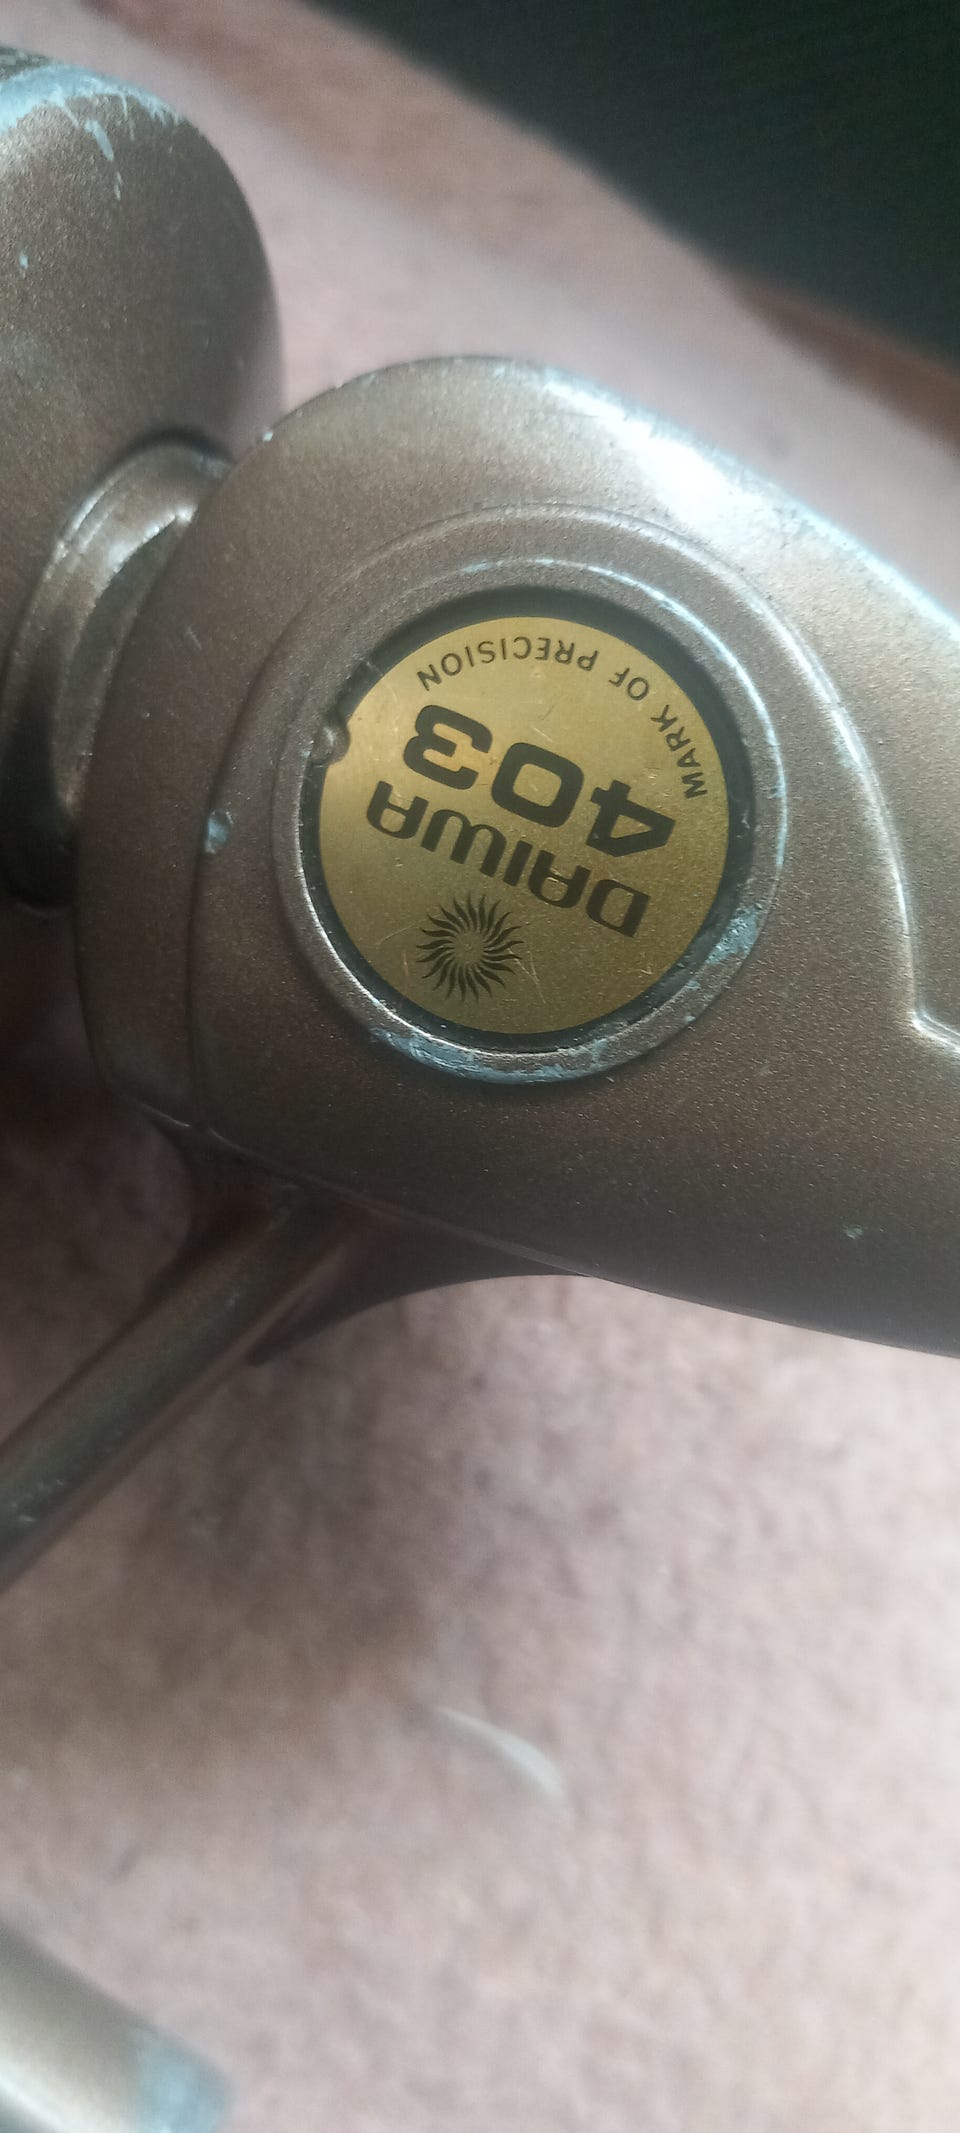 DAIWA
403
MARK OF PRECISION